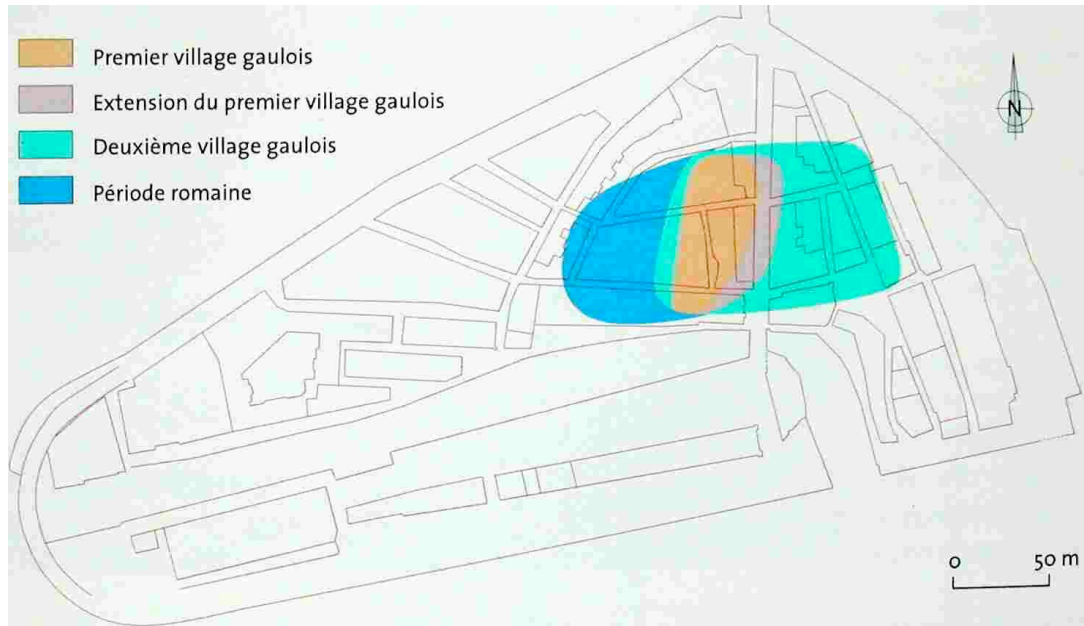 Premier village gaulois
Extension du premier village gaulois
Deuxième village gaulois
Période romaine
N
0 50 m